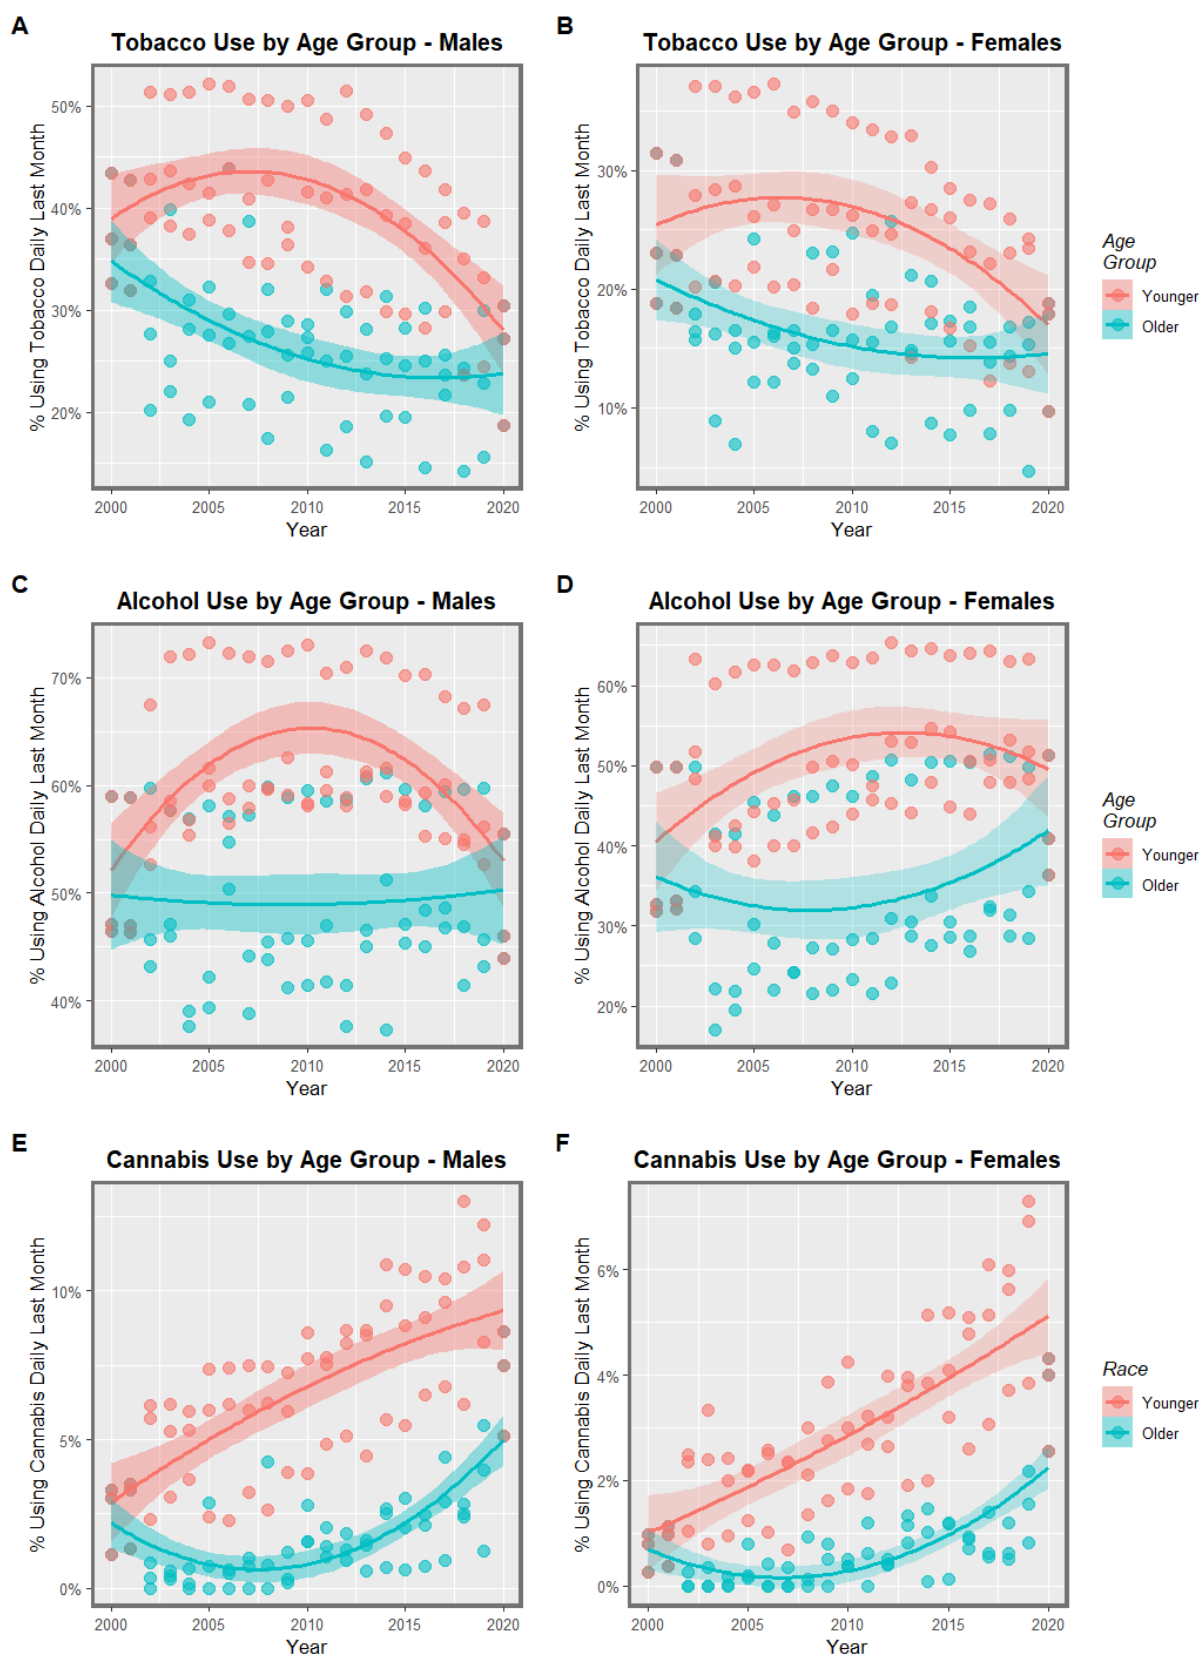 A
B
Tobacco Use by Age Group - Males
Tobacco Use by Age Group - Females
% Using Tobacco Daily Last Month
50%
40%
30%
20%
2000 2005 2010 2015 2020
Year
% Using Tobacco Daily Last Month
30%
20%
10%
2000 2005 2010 2015 2020
Year
Age
Group
Younger
Older
C
D
Alcohol Use by Age Group - Males
Alcohol Use by Age Group - Females
% Using Alcohol Daily Last Month
70%
60%
50%
40%
2000 2005 2010 2015 2020
Year
% Using Alcohol Daily Last Month
60%
50%
40%
30%
20%
2000 2005 2010 2015 2020
Year
Age
Group
Younger
Older
E
F
Cannabis Use by Age Group - Males
Cannabis Use by Age Group - Females
% Using Cannabis Daily Last Month
10%
5%
0%
2000 2005 2010 2015 2020
Year
% Using Cannabis Daily Last Month
6%
4%
2%
0%
2000 2005 2010 2015 2020
Year
Race
Younger
Older